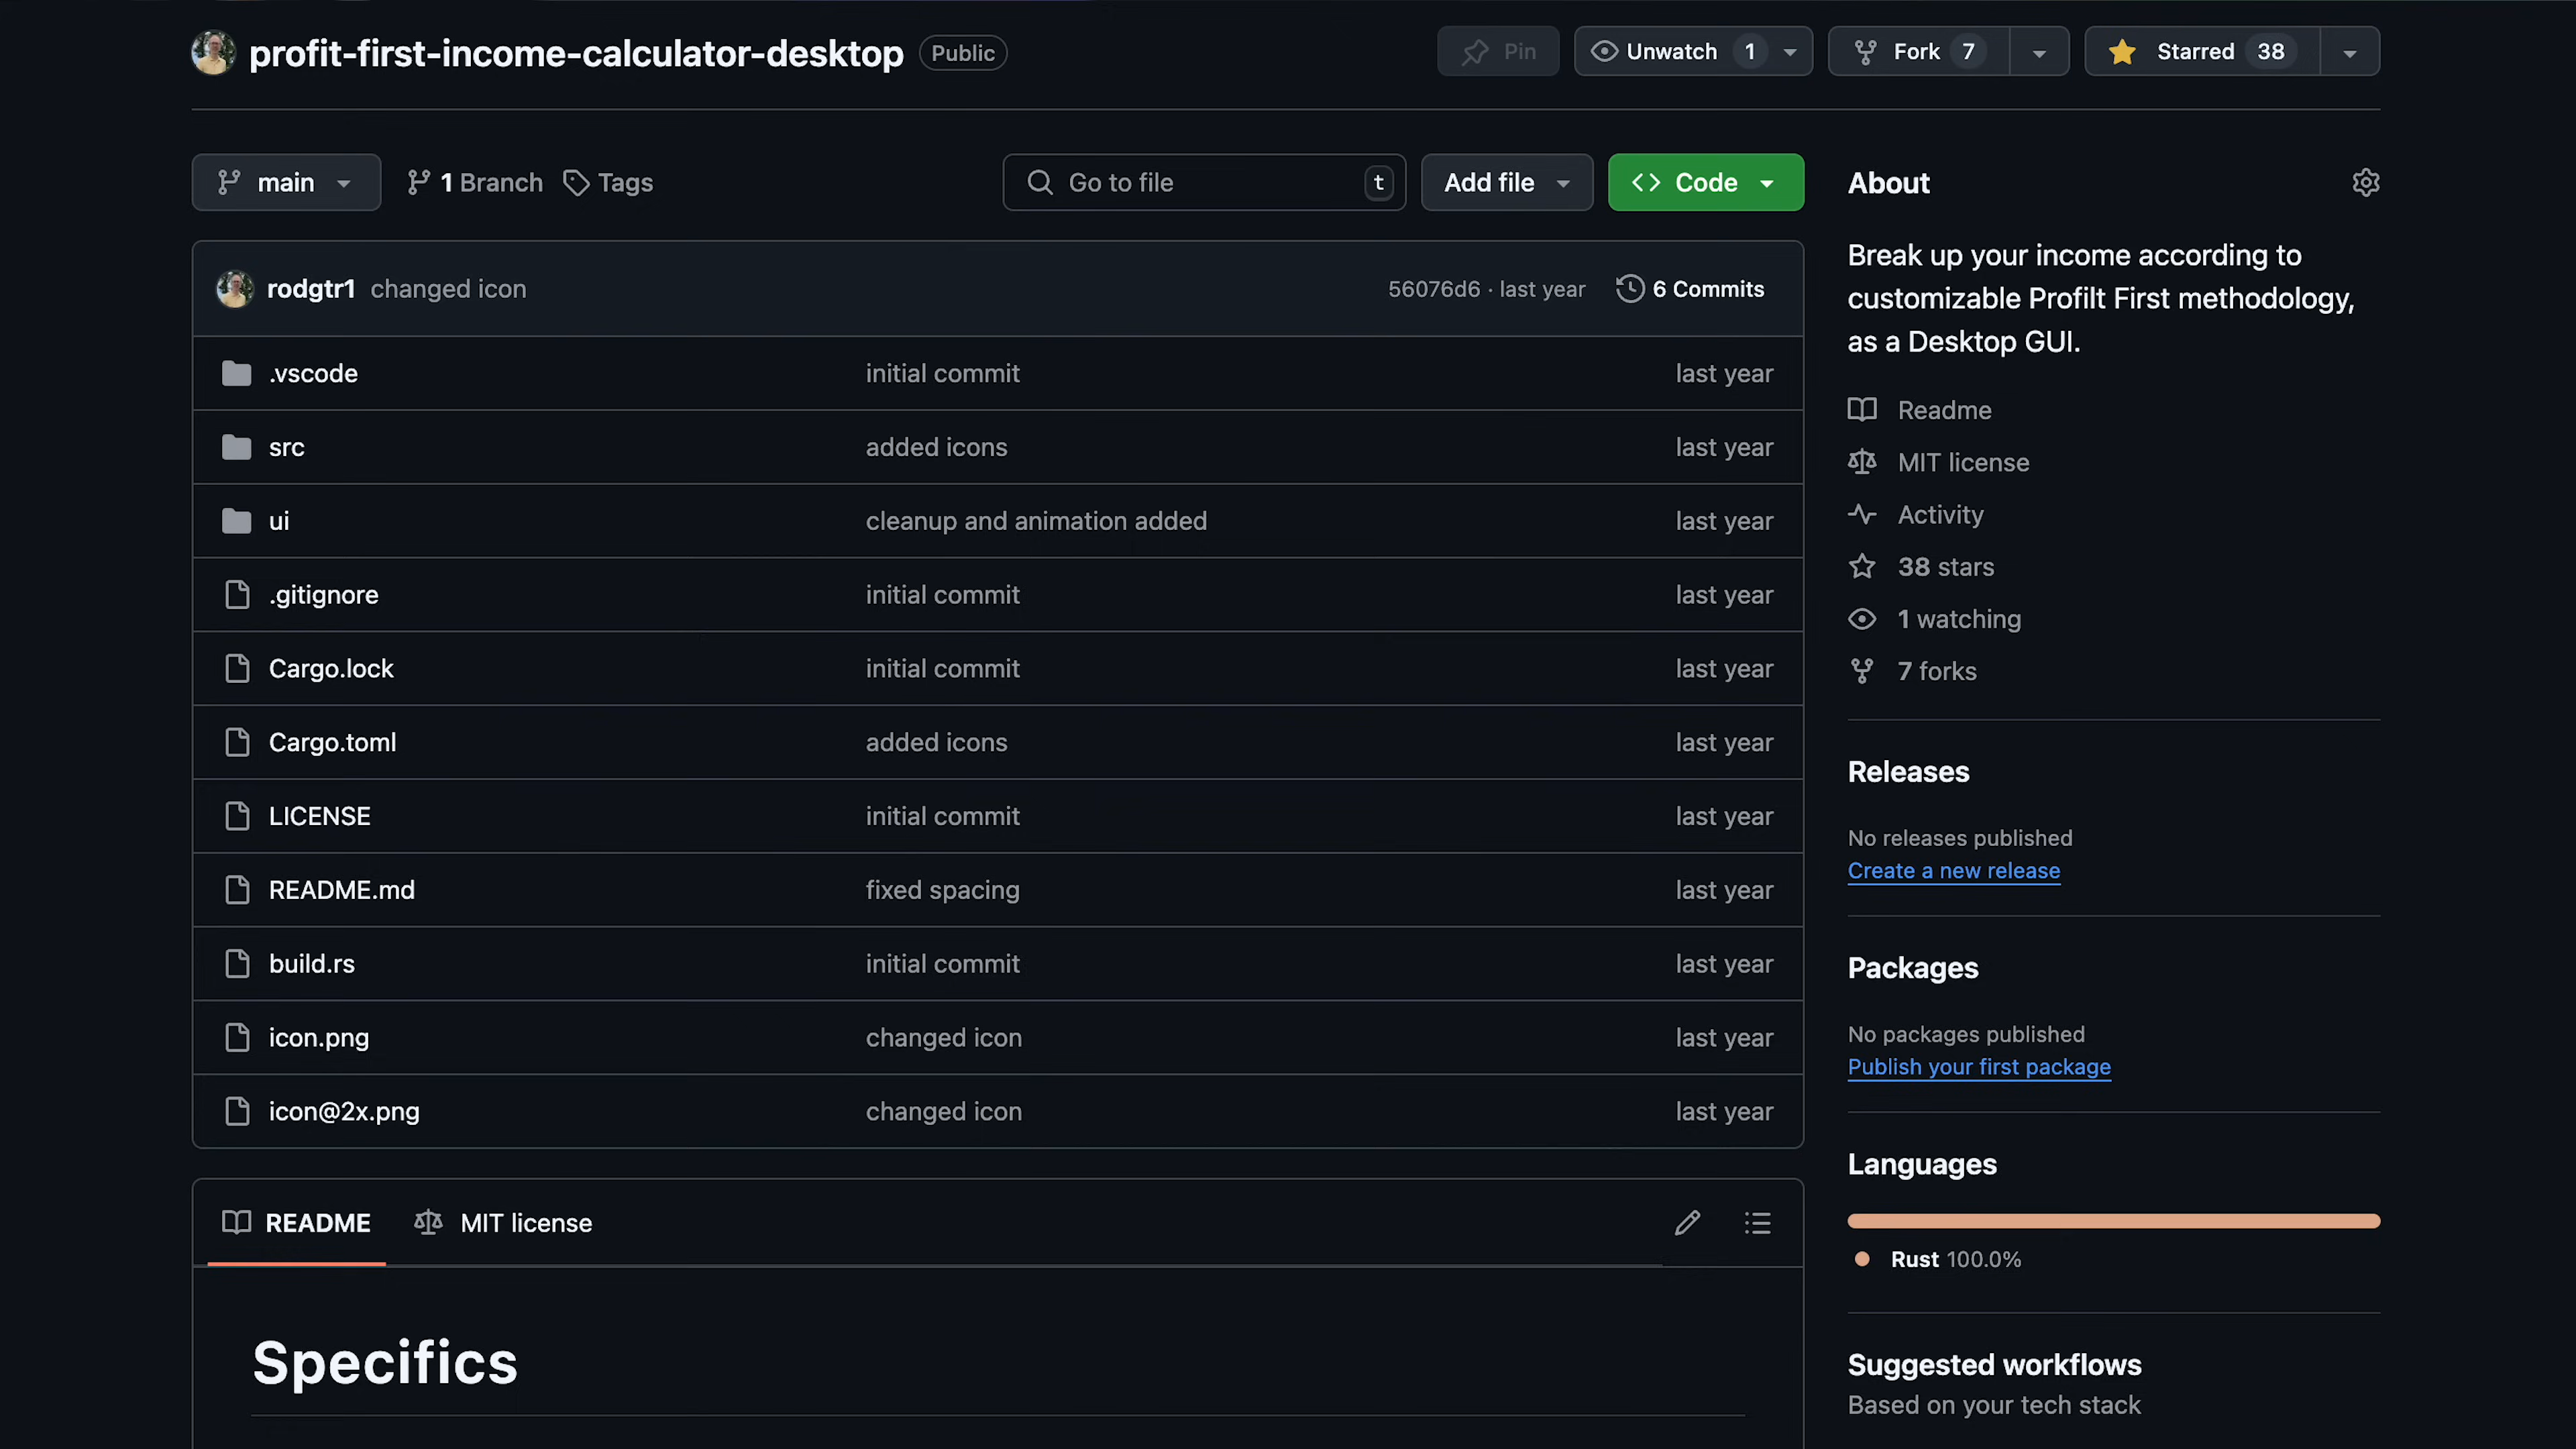 profit-first-income-calculator-desktop Public
Pin
Unwatch 1
Fork 7
Starred 38
main
1 Branch
Tags
Go to file t
Add file
Code
rodgtr1 changed icon 56076d6 · last year 6 Commits
.vscode initial commit last year
src added icons last year
ui cleanup and animation added last year
.gitignore initial commit last year
Cargo.lock initial commit last year
Cargo.toml added icons last year
LICENSE initial commit last year
README.md fixed spacing last year
build.rs initial commit last year
icon.png changed icon last year
icon@2x.png changed icon last year
README MIT license
Specifics
About
Break up your income according to
customizable Profilt First methodology,
as a Desktop GUI.
Readme
MIT license
Activity
38 stars
1 watching
7 forks
Releases
No releases published
Create a new release
Packages
No packages published
Publish your first package
Languages
Rust 100.0%
Suggested workflows
Based on your tech stack